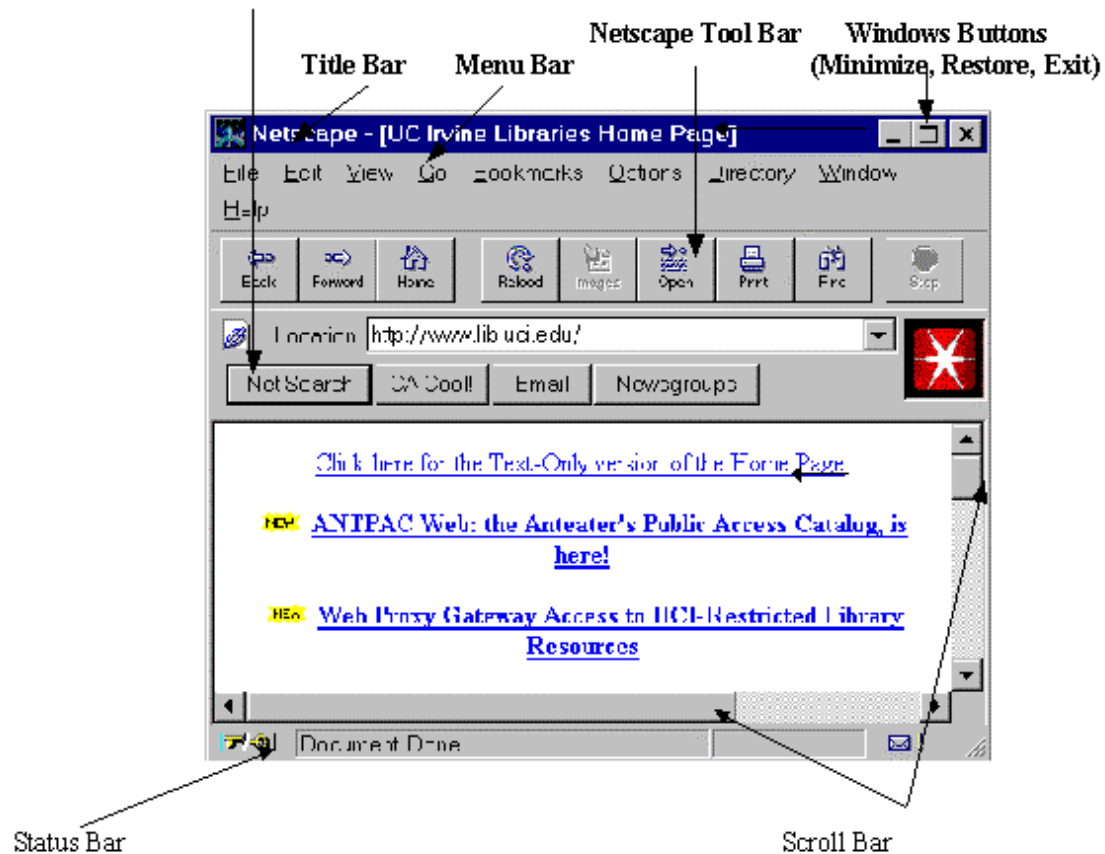 Netscape Tool Bar
Windows Buttons
(Minimize, Restore, Exit)
Title Bar
Menu Bar
Netscape - [UC Irvine Libraries Home Page]
File Edit View Go Bookmarks Options Directory Window
Help
Back Forward Home Reload Images Open Print Find Stop
Location http://www.lib.uci.edu/
Net Search CA Cool! Email Newsgroups
Click here for the Text-Only version of the Home Page
NEW ANTPAC Web: the Anteater's Public Access Catalog, is
here!
NEW Web Proxy Gateway Access to UCI-Restricted Library
Resources
Document Done
Status Bar
Scroll Bar